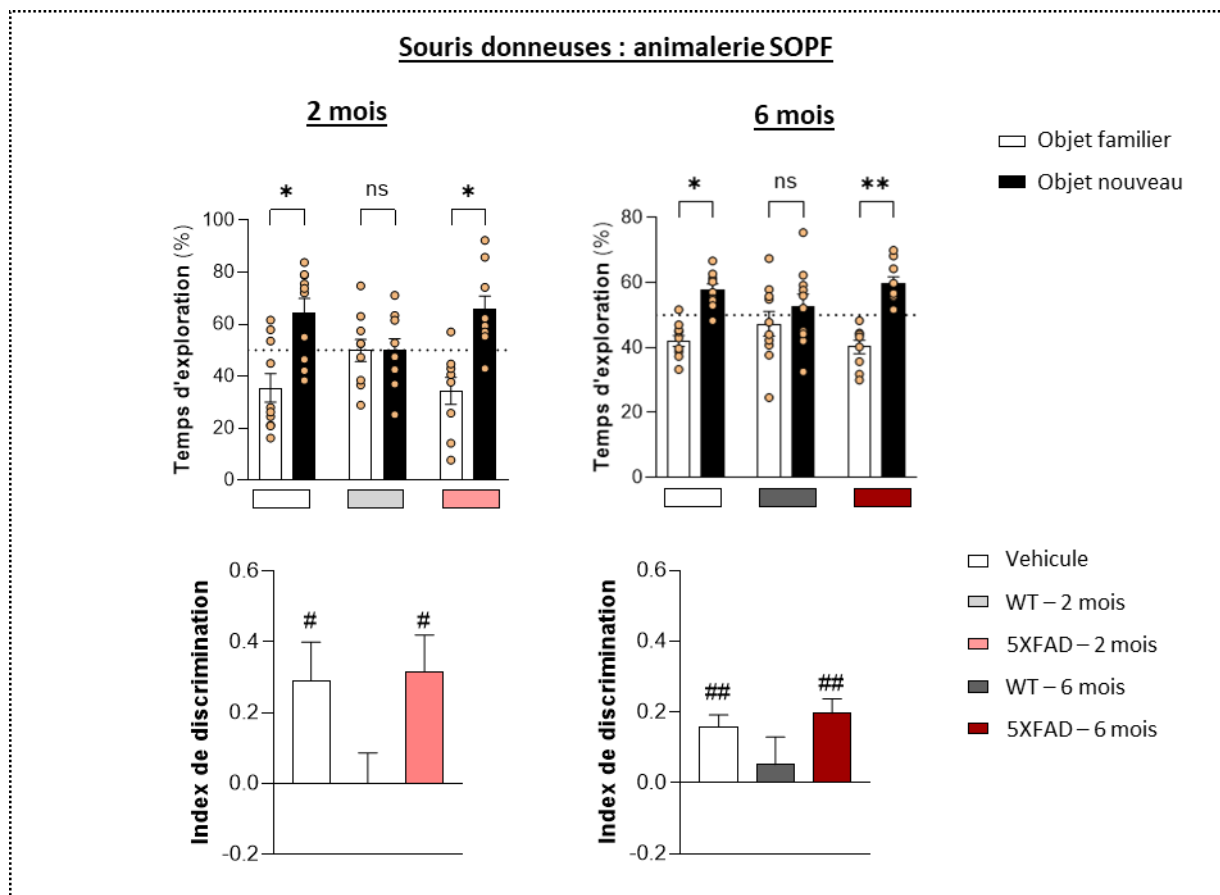 Souris donneuses : animalerie SOPF
2 mois
6 mois
Objet familier
Objet nouveau
* ns *
* ns **
Temps d'exploration (%)
100
80
60
40
20
0
Temps d'exploration (%)
80
60
40
20
0
Index de discrimination
0.6
0.4
0.2
0.0
-0.2
# #
Index de discrimination
0.6
0.4
0.2
0.0
-0.2
## ##
Vehicule
WT – 2 mois
5XFAD – 2 mois
WT – 6 mois
5XFAD – 6 mois